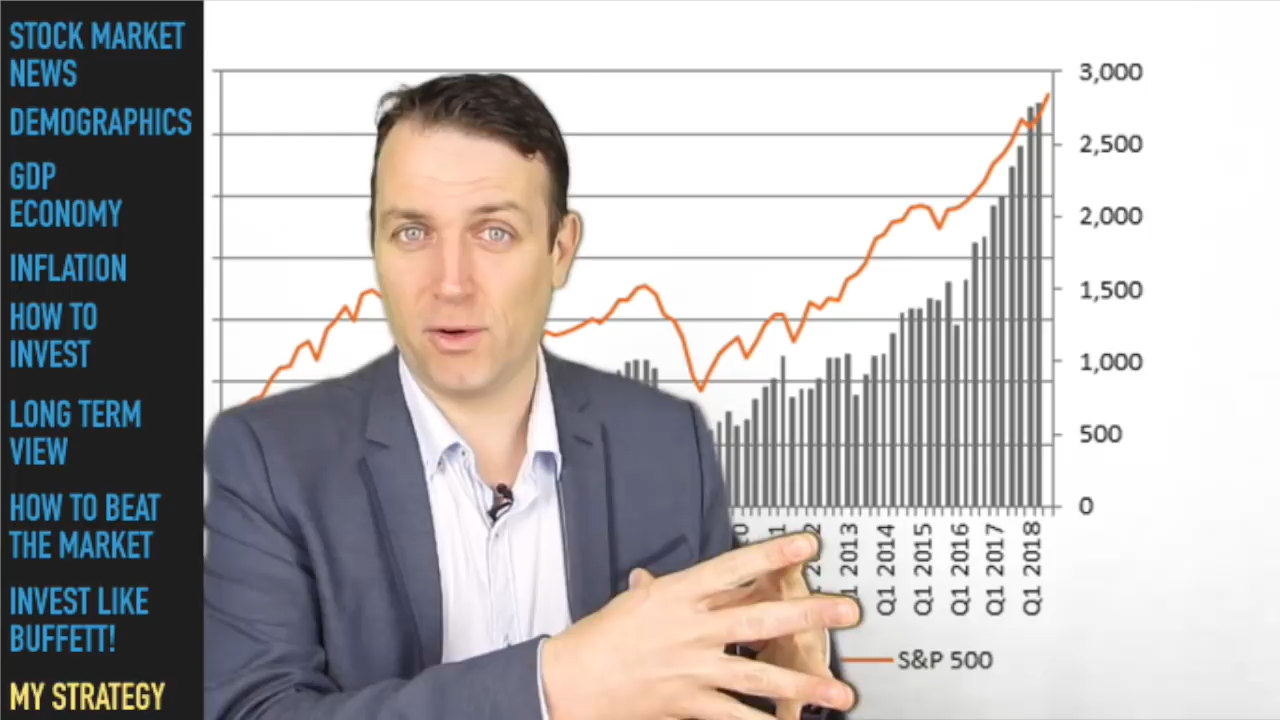 STOCK MARKET
NEWS
DEMOGRAPHICS
GDP
ECONOMY
INFLATION
HOW TO
INVEST
LONG TERM
VIEW
HOW TO BEAT
THE MARKET
INVEST LIKE
BUFFETT!
MY STRATEGY
3,000
2,500
2,000
1,500
1,000
500
0
2013
Q1 2014
Q1 2015
Q1 2016
Q1 2017
Q1 2018
S&P 500